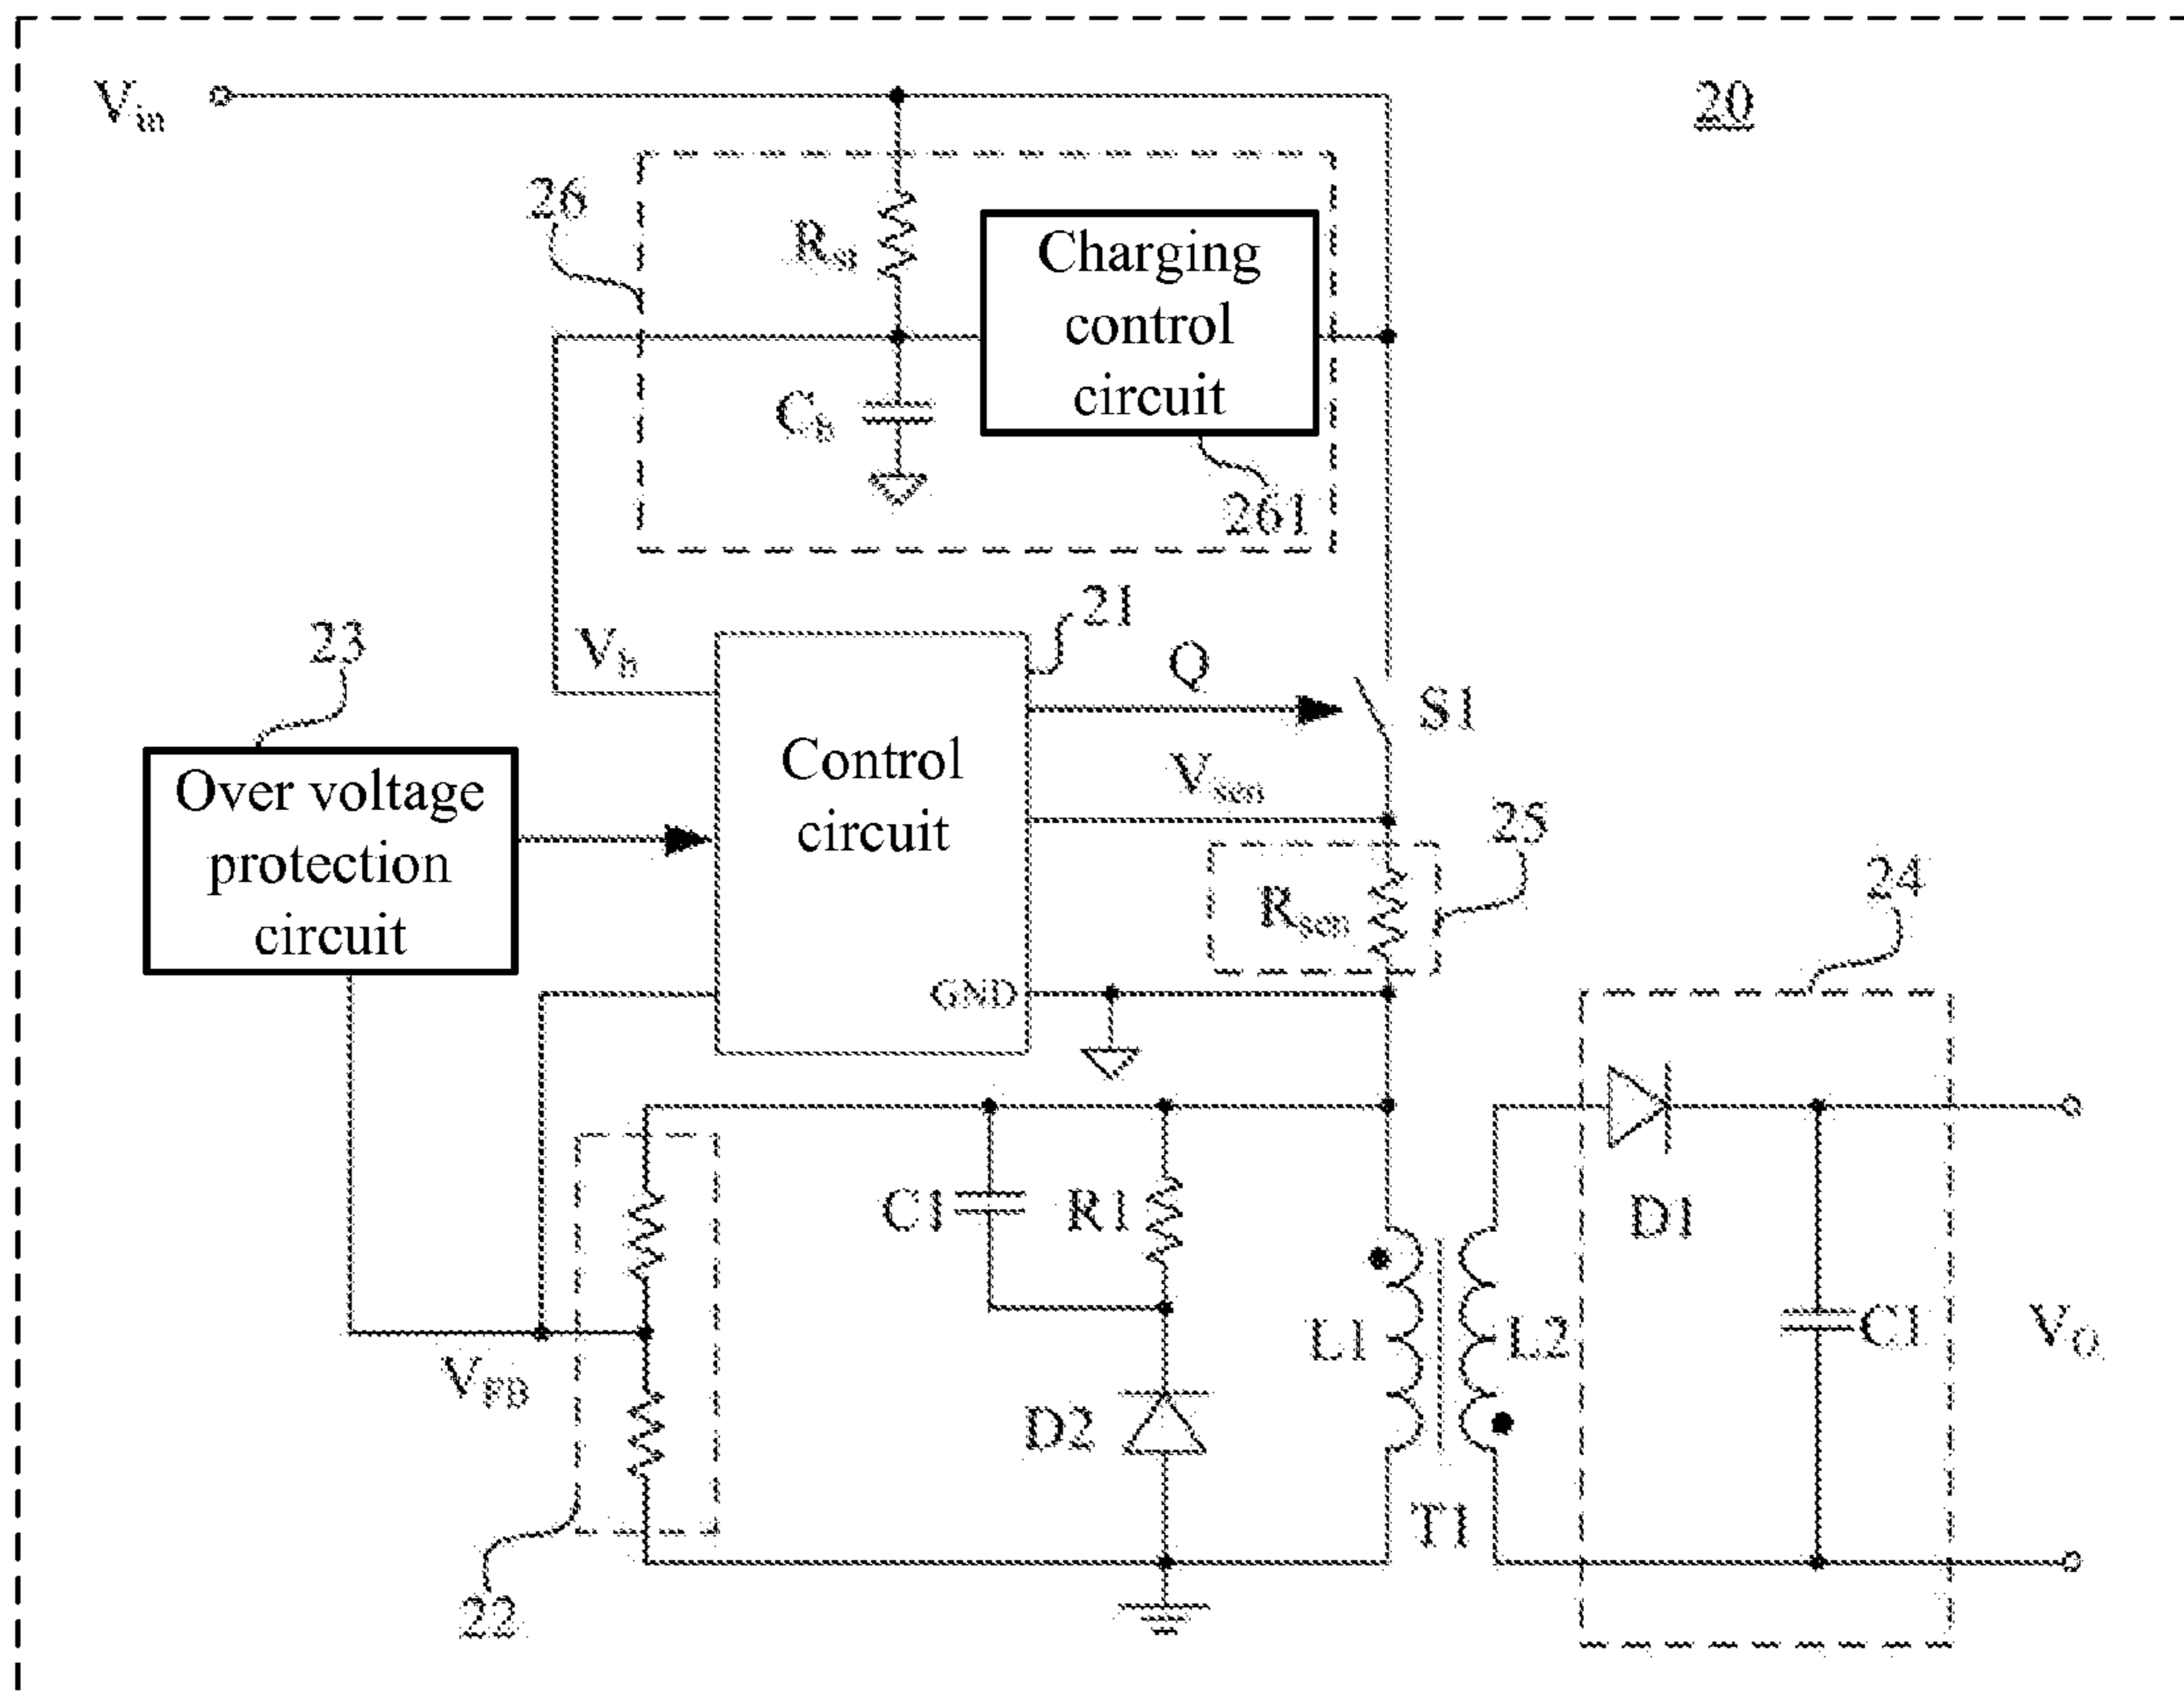 Vin
20
26
Rst
Charging
control
circuit
Cb
261
21
23
Vb
Q
S1
Control
circuit
Vsen
Over voltage
protection
circuit
25
Rsen
24
GND
C1
R1
D1
L1
L2
C1
VO
VFB
D2
T1
22